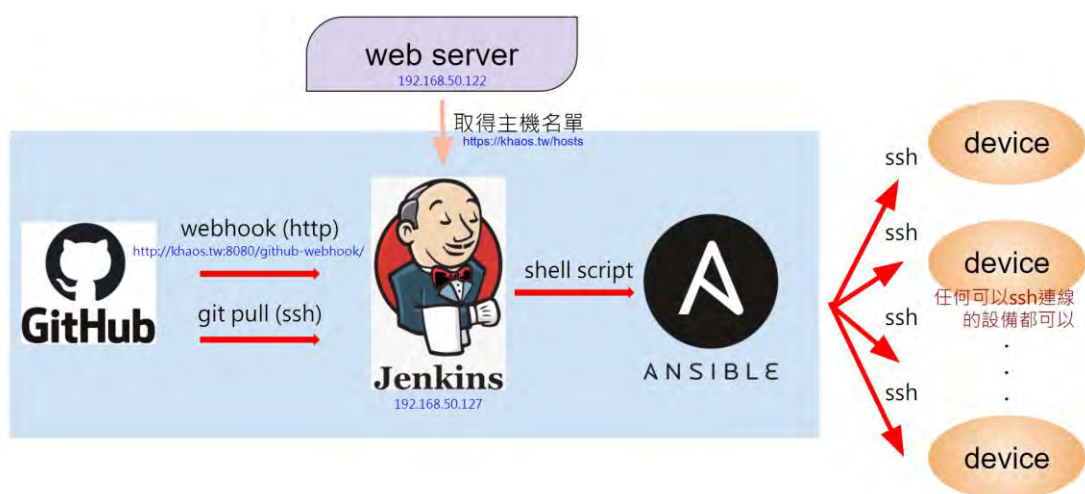 web server
192.168.50.122
取得主機名單
https://khaos.tw/hosts
webhook (http)
http://khaos.tw:8080/github-webhook/
git pull (ssh)
GitHub
Jenkins
192.168.50.127
shell script
ANSIBLE
ssh
ssh
ssh
ssh
device
device
任何可以ssh連線
的設備都可以
.
.
.
device